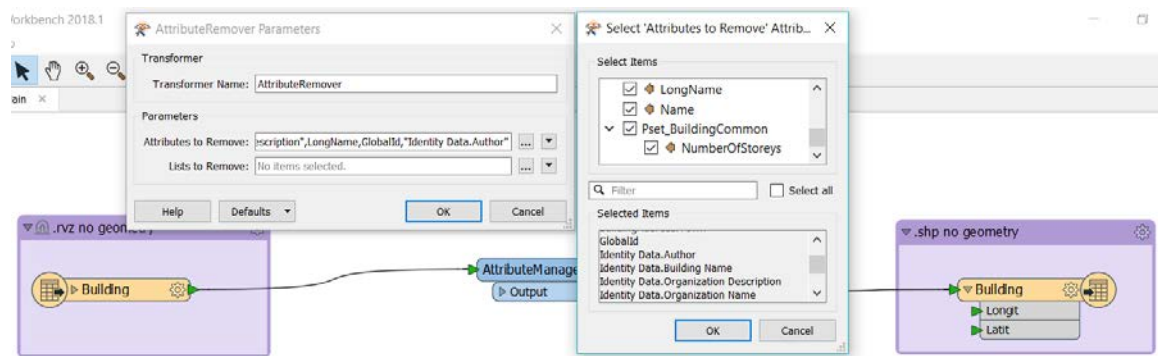 Workbench 2018.1
AttributeRemover Parameters
Transformer
Transformer Name: AttributeRemover
Parameters
Attributes to Remove: escription",LongName,GlobalId,"Identity Data.Author" ...
Lists to Remove: No items selected. ...
Help Defaults OK Cancel
Select 'Attributes to Remove' Attrib...
Select Items
LongName
Name
Pset_BuildingCommon
NumberOfStoreys
Filter Select all
Selected Items
GlobalId
Identity Data.Author
Identity Data.Building Name
Identity Data.Organization Description
Identity Data.Organization Name
OK Cancel
ain
.rvz no geometry
Building
AttributeManage
Output
.shp no geometry
Building
Longit
Latit